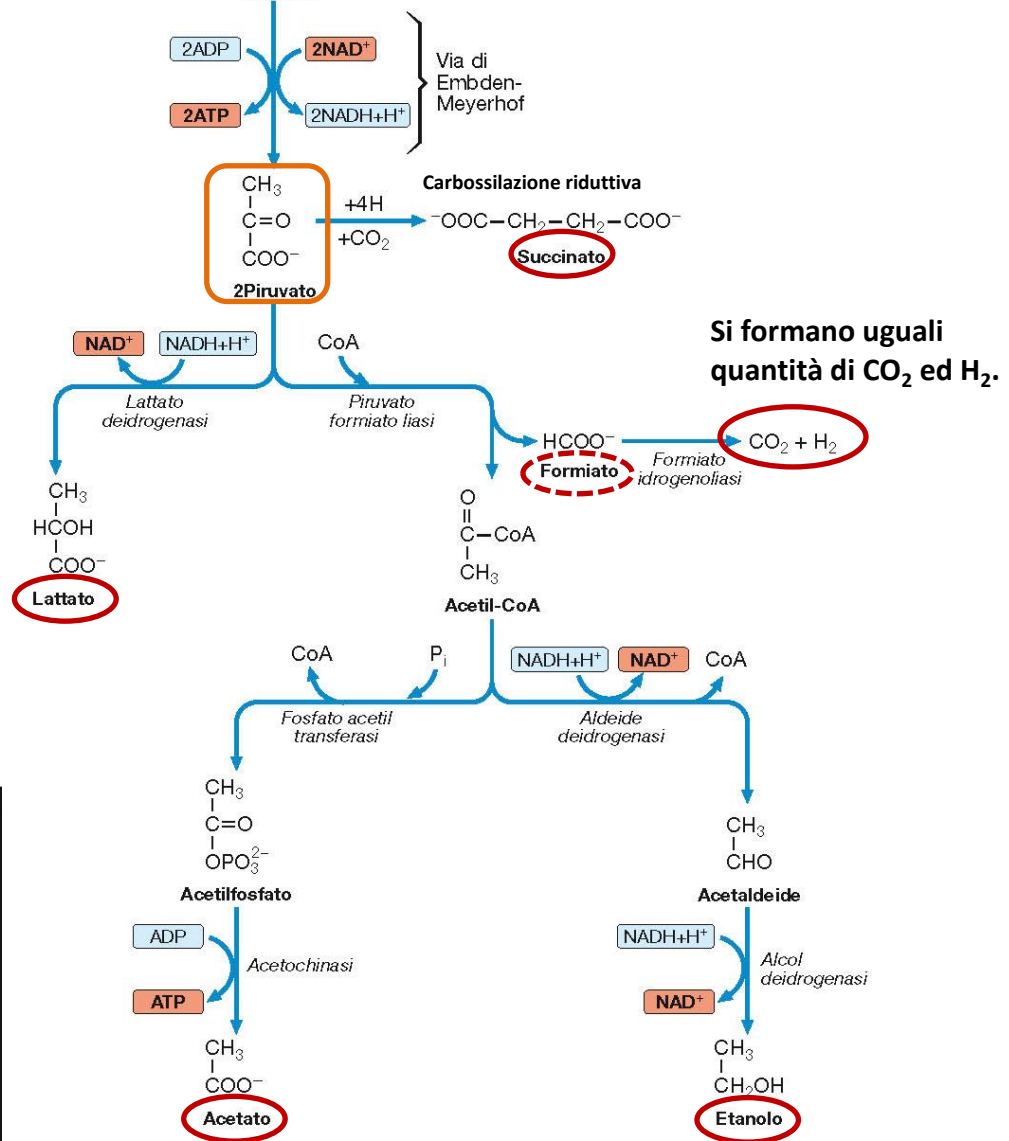 2ADP
2NAD⁺
2ATP
2NADH+H⁺
Via di
Embden-
Meyerhof
CH₃
C=O
COO⁻
2Piruvato
+4H
+CO₂
Carbossilazione riduttiva
⁻OOC–CH₂–CH₂–COO⁻
Succinato
Si formano uguali
quantità di CO₂ ed H₂.
NAD⁺
NADH+H⁺
Lattato
deidrogenasi
CoA
Piruvato
formiato liasi
HCOO⁻
Formiato
Formiato
idrogenoliasi
CO₂ + H₂
CH₃
HCOH
COO⁻
Lattato
O
C–CoA
CH₃
Acetil-CoA
CoA
Pᵢ
Fosfato acetil
transferasi
NADH+H⁺
NAD⁺
CoA
Aldeide
deidrogenasi
CH₃
C=O
OPO₃²⁻
Acetilfosfato
CH₃
CHO
Acetaldeide
ADP
ATP
Acetochinasi
NADH+H⁺
NAD⁺
Alcol
deidrogenasi
CH₃
COO⁻
Acetato
CH₃
CH₂OH
Etanolo